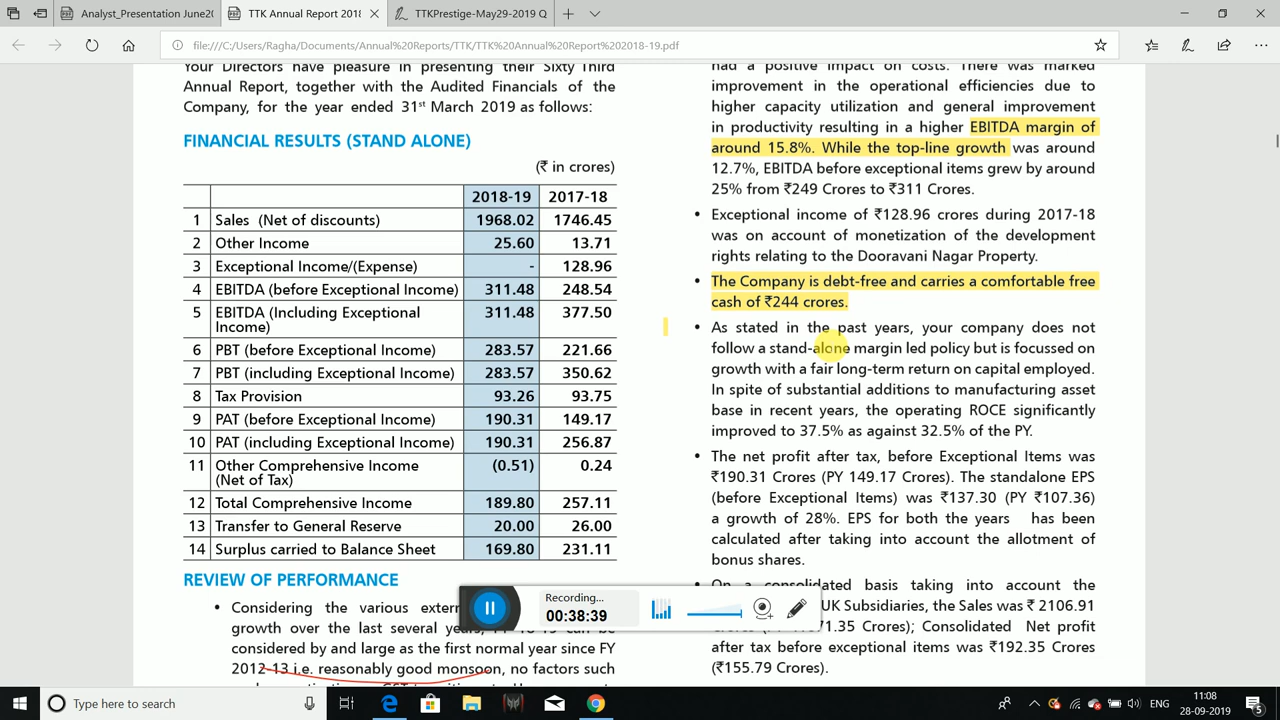 Analyst_Presentation June20
TTK Annual Report 2018
TTKPrestige-May29-2019 Q
file:///C:/Users/Ragha/Documents/Annual%20Reports/TTK/TTK%20Annual%20Report%202018-19.pdf
Your Directors have pleasure in presenting their Sixty Third
Annual Report, together with the Audited Financials of the
Company, for the year ended 31st March 2019 as follows:
FINANCIAL RESULTS (STAND ALONE)
(₹ in crores)
2018-19 2017-18
1 Sales (Net of discounts) 1968.02 1746.45
2 Other Income 25.60 13.71
3 Exceptional Income/(Expense) - 128.96
4 EBITDA (before Exceptional Income) 311.48 248.54
5 EBITDA (Including Exceptional Income) 311.48 377.50
6 PBT (before Exceptional Income) 283.57 221.66
7 PBT (including Exceptional Income) 283.57 350.62
8 Tax Provision 93.26 93.75
9 PAT (before Exceptional Income) 190.31 149.17
10 PAT (including Exceptional Income) 190.31 256.87
11 Other Comprehensive Income (Net of Tax) (0.51) 0.24
12 Total Comprehensive Income 189.80 257.11
13 Transfer to General Reserve 20.00 26.00
14 Surplus carried to Balance Sheet 169.80 231.11
REVIEW OF PERFORMANCE
• Considering the various extern
growth over the last several years,
considered by and large as the first normal year since FY
2012-13 i.e. reasonably good monsoon, no factors such
had a positive impact on costs. There was marked
improvement in the operational efficiencies due to
higher capacity utilization and general improvement
in productivity resulting in a higher EBITDA margin of
around 15.8%. While the top-line growth was around
12.7%, EBITDA before exceptional items grew by around
25% from ₹249 Crores to ₹311 Crores.
• Exceptional income of ₹128.96 crores during 2017-18
was on account of monetization of the development
rights relating to the Dooravani Nagar Property.
• The Company is debt-free and carries a comfortable free
cash of ₹244 crores.
• As stated in the past years, your company does not
follow a stand-alone margin led policy but is focussed on
growth with a fair long-term return on capital employed.
In spite of substantial additions to manufacturing asset
base in recent years, the operating ROCE significantly
improved to 37.5% as against 32.5% of the PY.
• The net profit after tax, before Exceptional Items was
₹190.31 Crores (PY 149.17 Crores). The standalone EPS
(before Exceptional Items) was ₹137.30 (PY ₹107.36)
a growth of 28%. EPS for both the years has been
calculated after taking into account the allotment of
bonus shares.
• On a consolidated basis taking into account the
UK Subsidiaries, the Sales was ₹ 2106.91
71.35 Crores); Consolidated Net profit
after tax before exceptional items was ₹192.35 Crores
(₹155.79 Crores).
Recording...
00:38:39
Type here to search
ENG
11:08
28-09-2019
5